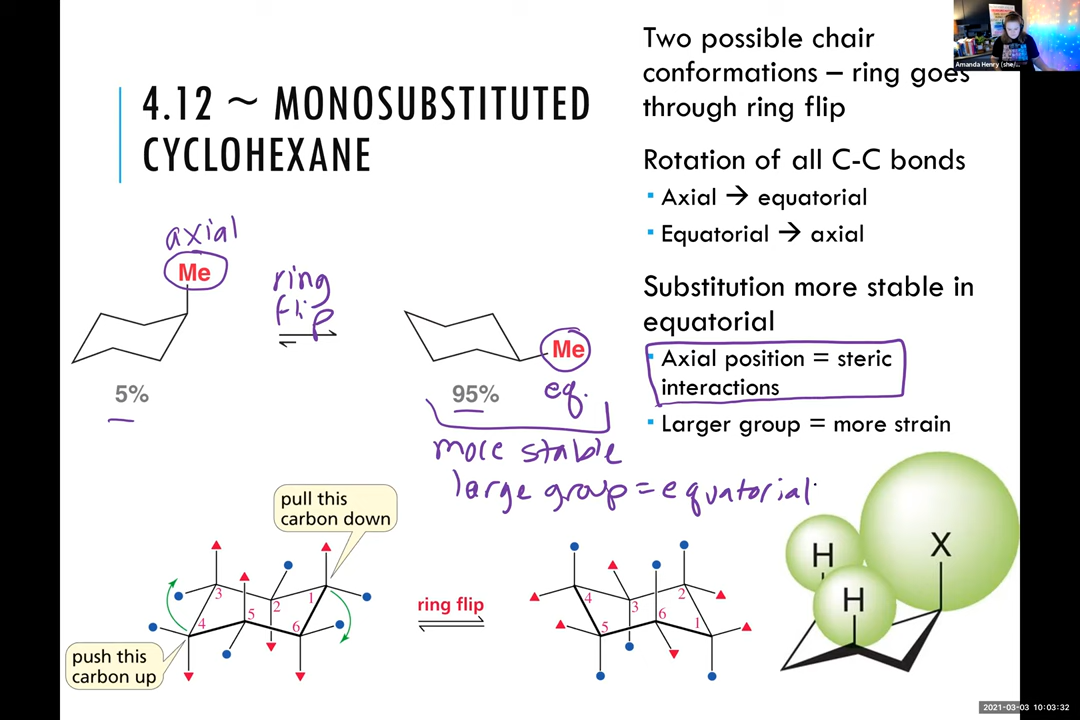 4.12 ~ MONOSUBSTITUTED
CYCLOHEXANE
Two possible chair
conformations – ring goes
through ring flip
Rotation of all C-C bonds
▪ Axial → equatorial
▪ Equatorial → axial
Substitution more stable in
equatorial
▪ Axial position = steric
interactions
▪ Larger group = more strain
Amanda Henry (she/...
axial
Me
ring
flip
Me
5%
95%
eq.
more stable
large group = equatorial
pull this
carbon down
push this
carbon up
3
1
2
5
4
6
ring flip
4
2
3
6
5
1
H
H
X
2021-03-03 10:03:32